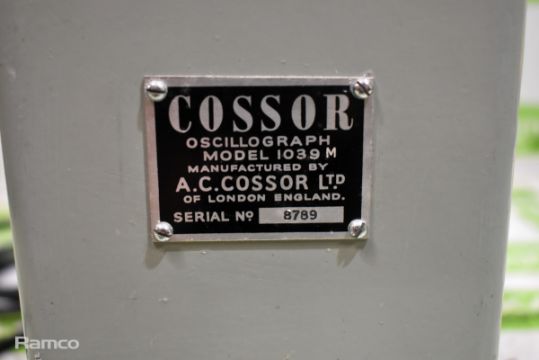 COSSOR
OSCILLOGRAPH
MODEL 1039 M
MANUFACTURED BY
A.C.COSSOR LTD
OF LONDON ENGLAND.
SERIAL NO 8789
Ramco